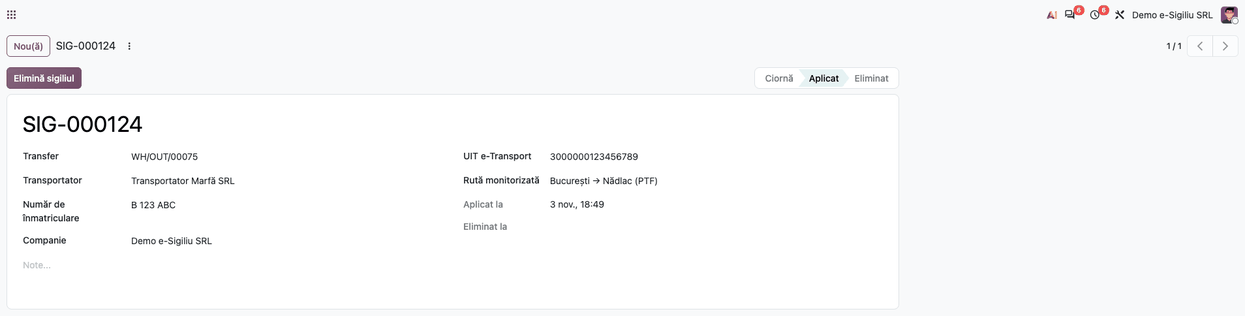 AI 6 6 Demo e-Sigiliu SRL
Nou(ă) SIG-000124 1 / 1
Elimină sigiliul Ciornă Aplicat Eliminat
SIG-000124
Transfer WH/OUT/00075 UIT e-Transport 3000000123456789
Transportator Transportator Marfă SRL Rută monitorizată București → Nădlac (PTF)
Număr de B 123 ABC Aplicat la 3 nov., 18:49
înmatriculare
Eliminat la
Companie Demo e-Sigiliu SRL
Note...